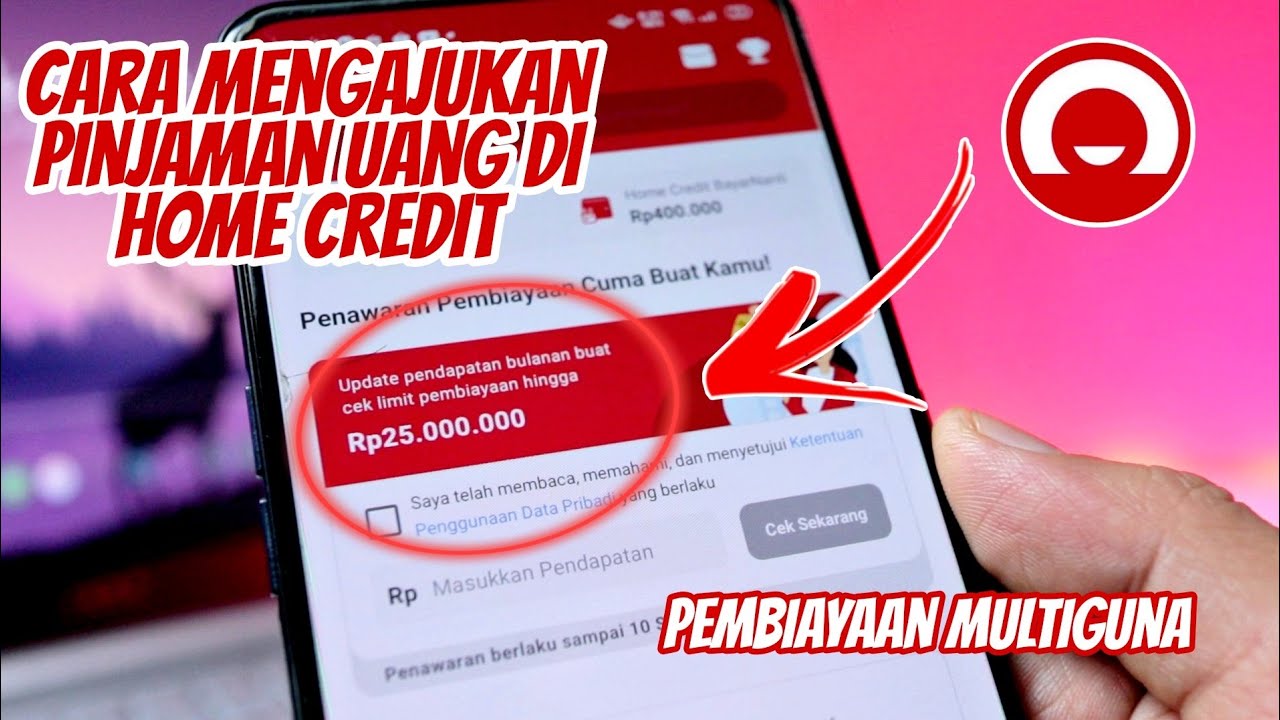 CARA MENGAJUKAN
PINJAMAN UANG DI
HOME CREDIT
Home Credit BayarNanti
Rp400.000
Penawaran Pembiayaan Cuma Buat Kamu!
Update pendapatan bulanan buat
cek limit pembiayaan hingga
Rp25.000.000
Saya telah membaca, memahami, dan menyetujui Ketentuan
Penggunaan Data Pribadi yang berlaku
Rp Masukkan Pendapatan
Cek Sekarang
Penawaran berlaku sampai 10 S
PEMBIAYAAN MULTIGUNA